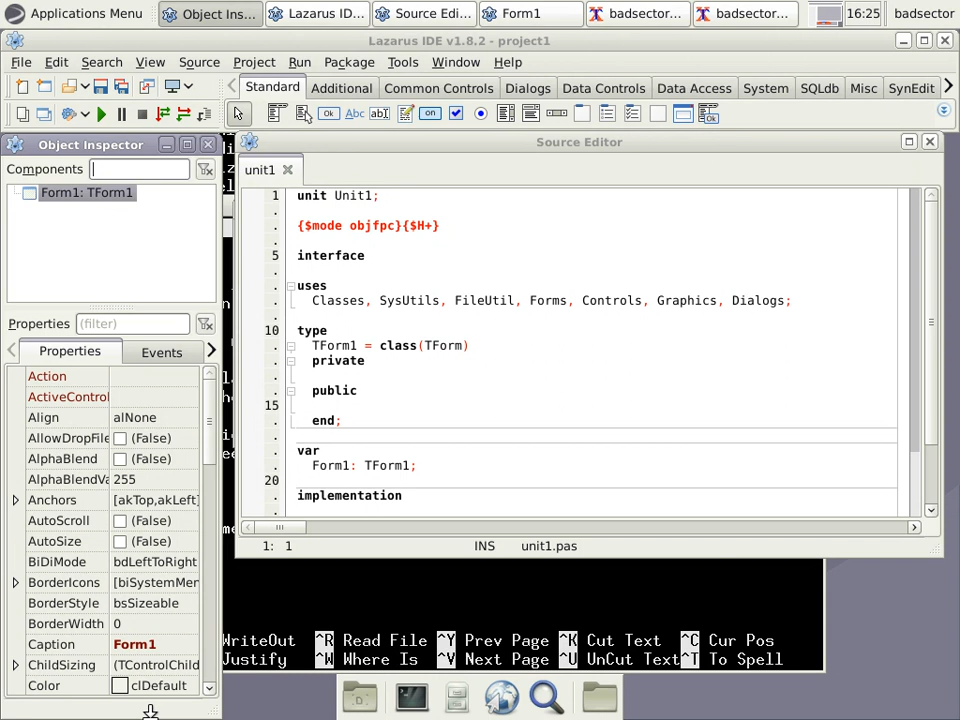 Applications Menu
Object Ins...
Lazarus ID...
Source Edi...
Form1
badsector...
badsector...
16:25
badsector
Lazarus IDE v1.8.2 - project1
File Edit Search View Source Project Run Package Tools Window Help
Standard Additional Common Controls Dialogs Data Controls Data Access System SQLdb Misc SynEdit
Ok Abc abI on Ok
Object Inspector
Components
Form1: TForm1
Properties (filter)
Properties Events
Action
ActiveControl
Align alNone
AllowDropFile (False)
AlphaBlend (False)
AlphaBlendVa 255
Anchors [akTop,akLeft]
AutoScroll (False)
AutoSize (False)
BiDiMode bdLeftToRight
BorderIcons [biSystemMen
BorderStyle bsSizeable
BorderWidth 0
Caption Form1
ChildSizing (TControlChild
Color clDefault
Source Editor
unit1
1 unit Unit1;
{$mode objfpc}{$H+}
5 interface
uses
Classes, SysUtils, FileUtil, Forms, Controls, Graphics, Dialogs;
10 type
TForm1 = class(TForm)
private
public
15
end;
var
Form1: TForm1;
20
implementation
1: 1 INS unit1.pas
WriteOut ^R Read File ^Y Prev Page ^K Cut Text ^C Cur Pos
Justify ^W Where Is ^V Next Page ^U UnCut Text ^T To Spell